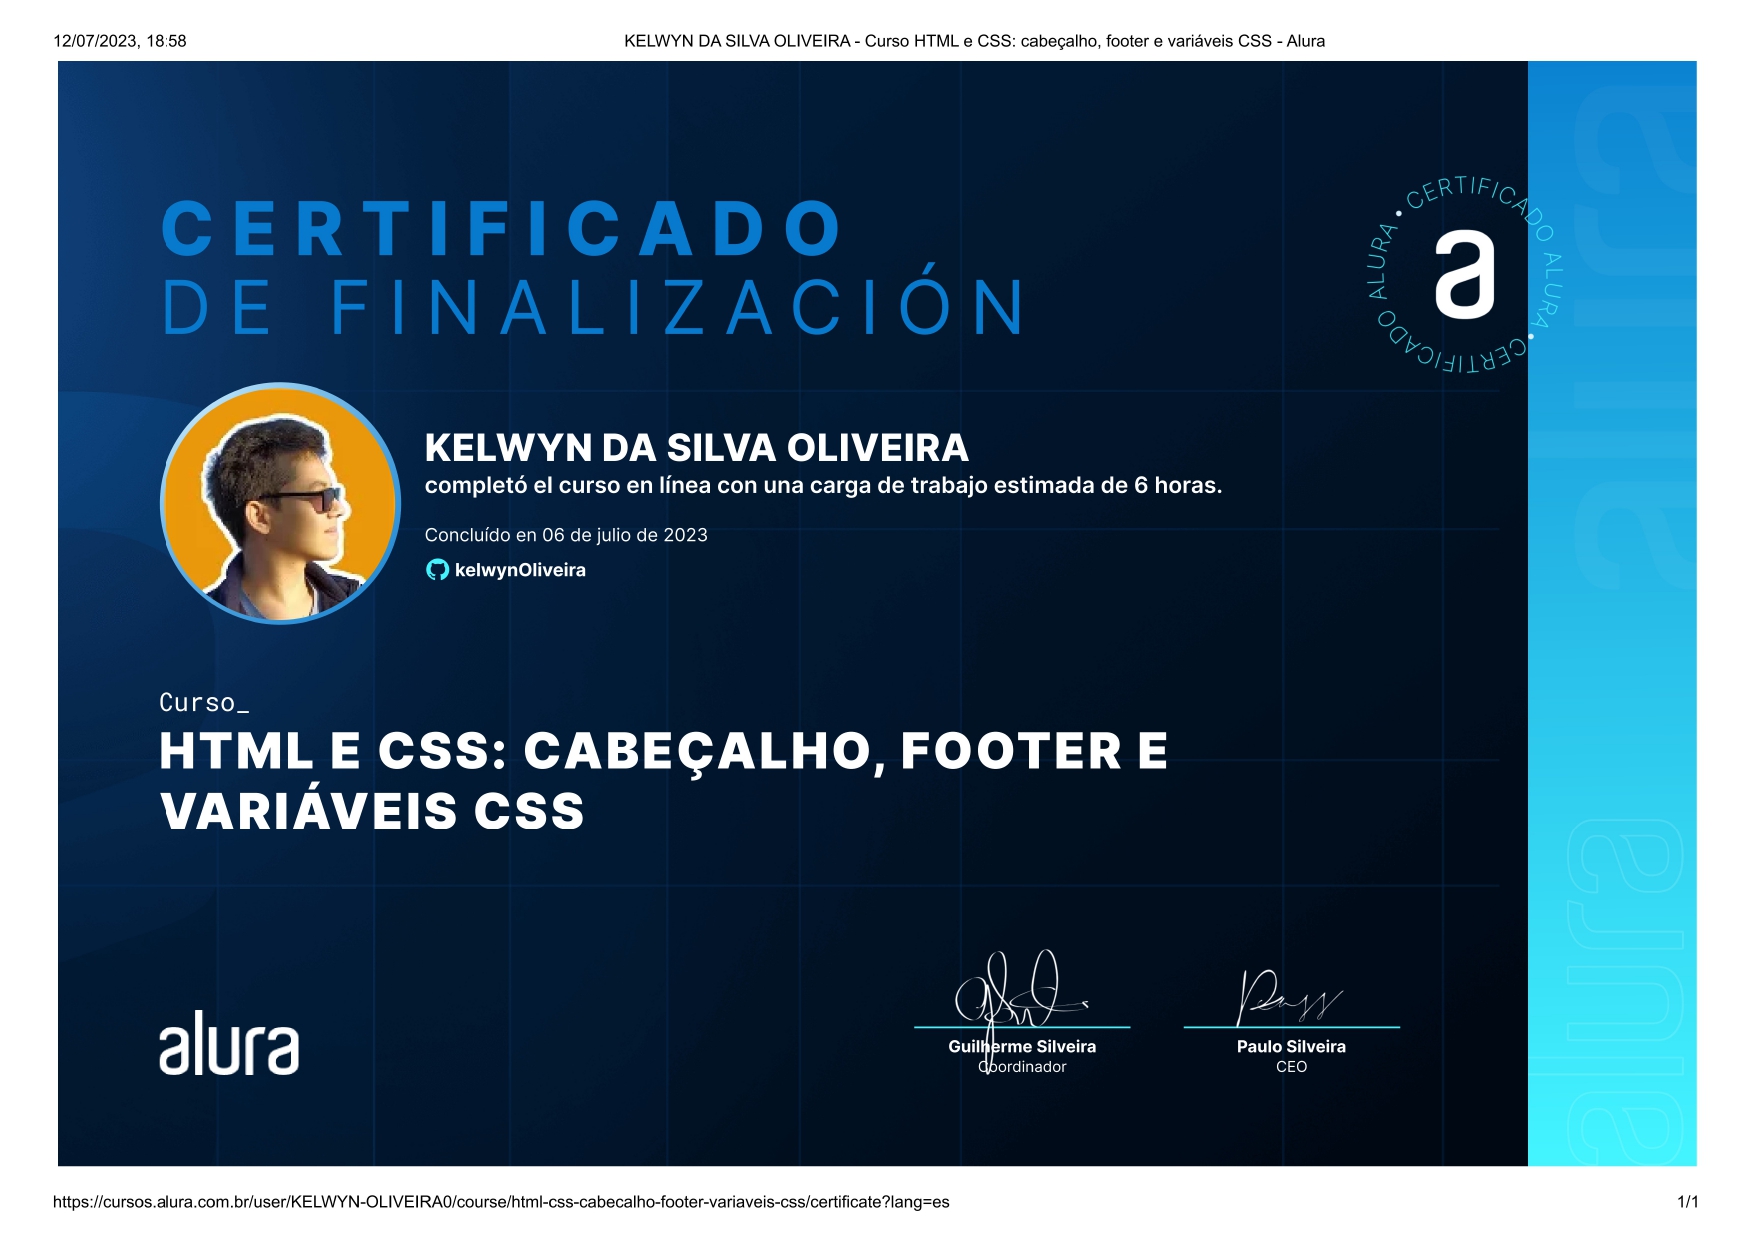 12/07/2023, 18:58
KELWYN DA SILVA OLIVEIRA - Curso HTML e CSS: cabeçalho, footer e variáveis CSS - Alura
CERTIFICADO
DE FINALIZACIÓN
CERTIFICADO ALURA • CERTIFICADO ALURA •
a
KELWYN DA SILVA OLIVEIRA
completó el curso en línea con una carga de trabajo estimada de 6 horas.
Concluído en 06 de julio de 2023
kelwynOliveira
Curso_
HTML E CSS: CABEÇALHO, FOOTER E
VARIÁVEIS CSS
alura
Guilherme Silveira
Coordinador
Paulo Silveira
CEO
alura
alura
https://cursos.alura.com.br/user/KELWYN-OLIVEIRA0/course/html-css-cabecalho-footer-variaveis-css/certificate?lang=es
1/1